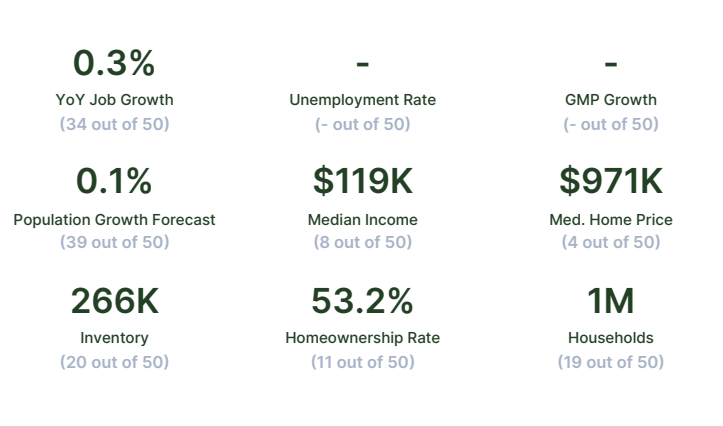 0.3%
YoY Job Growth
(34 out of 50)
-
Unemployment Rate
(- out of 50)
-
GMP Growth
(- out of 50)
0.1%
Population Growth Forecast
(39 out of 50)
$119K
Median Income
(8 out of 50)
$971K
Med. Home Price
(4 out of 50)
266K
Inventory
(20 out of 50)
53.2%
Homeownership Rate
(11 out of 50)
1M
Households
(19 out of 50)